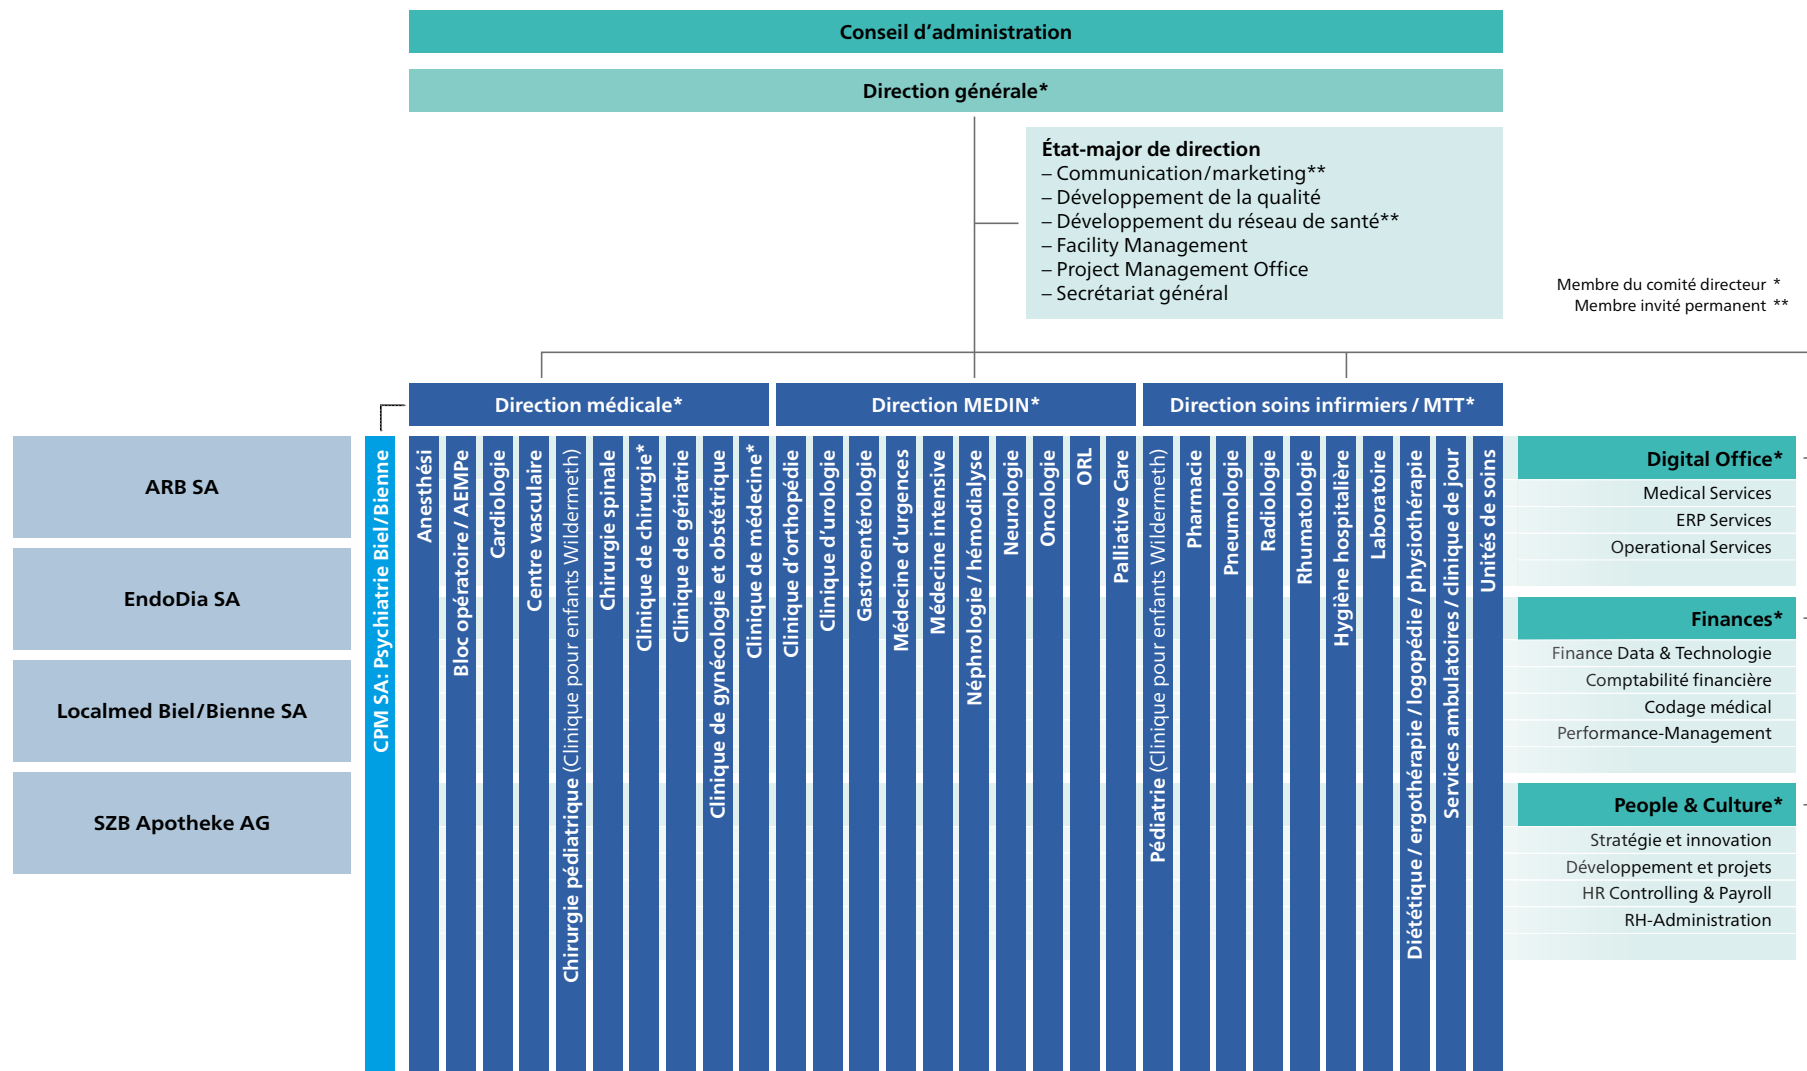 Conseil d’administration
Direction générale*
État-major de direction
– Communication/marketing**
– Développement de la qualité
– Développement du réseau de santé**
– Facility Management
– Project Management Office
– Secrétariat général
Membre du comité directeur *
Membre invité permanent **
Direction médicale*
Direction MEDIN*
Direction soins infirmiers / MTT*
ARB SA
EndoDia SA
Localmed Biel/Bienne SA
SZB Apotheke AG
CPM SA: Psychiatrie Biel/Bienne
Anesthési
Bloc opératoire / AEMPe
Cardiologie
Centre vasculaire
Chirurgie pédiatrique (Clinique pour enfants Wildermeth)
Chirurgie spinale
Clinique de chirurgie*
Clinique de gériatrie
Clinique de gynécologie et obstétrique
Clinique de médecine*
Clinique d’orthopédie
Clinique d’urologie
Gastroentérologie
Médecine d’urgences
Médecine intensive
Néphrologie / hémodialyse
Neurologie
Oncologie
ORL
Palliative Care
Pédiatrie (Clinique pour enfants Wildermeth)
Pharmacie
Pneumologie
Radiologie
Rhumatologie
Hygiène hospitalière
Laboratoire
Diététique / ergothérapie / logopédie / physiothérapie
Services ambulatoires / clinique de jour
Unités de soins
Digital Office*
Medical Services
ERP Services
Operational Services
Finances*
Finance Data & Technologie
Comptabilité financière
Codage médical
Performance-Management
People & Culture*
Stratégie et innovation
Développement et projets
HR Controlling & Payroll
RH-Administration